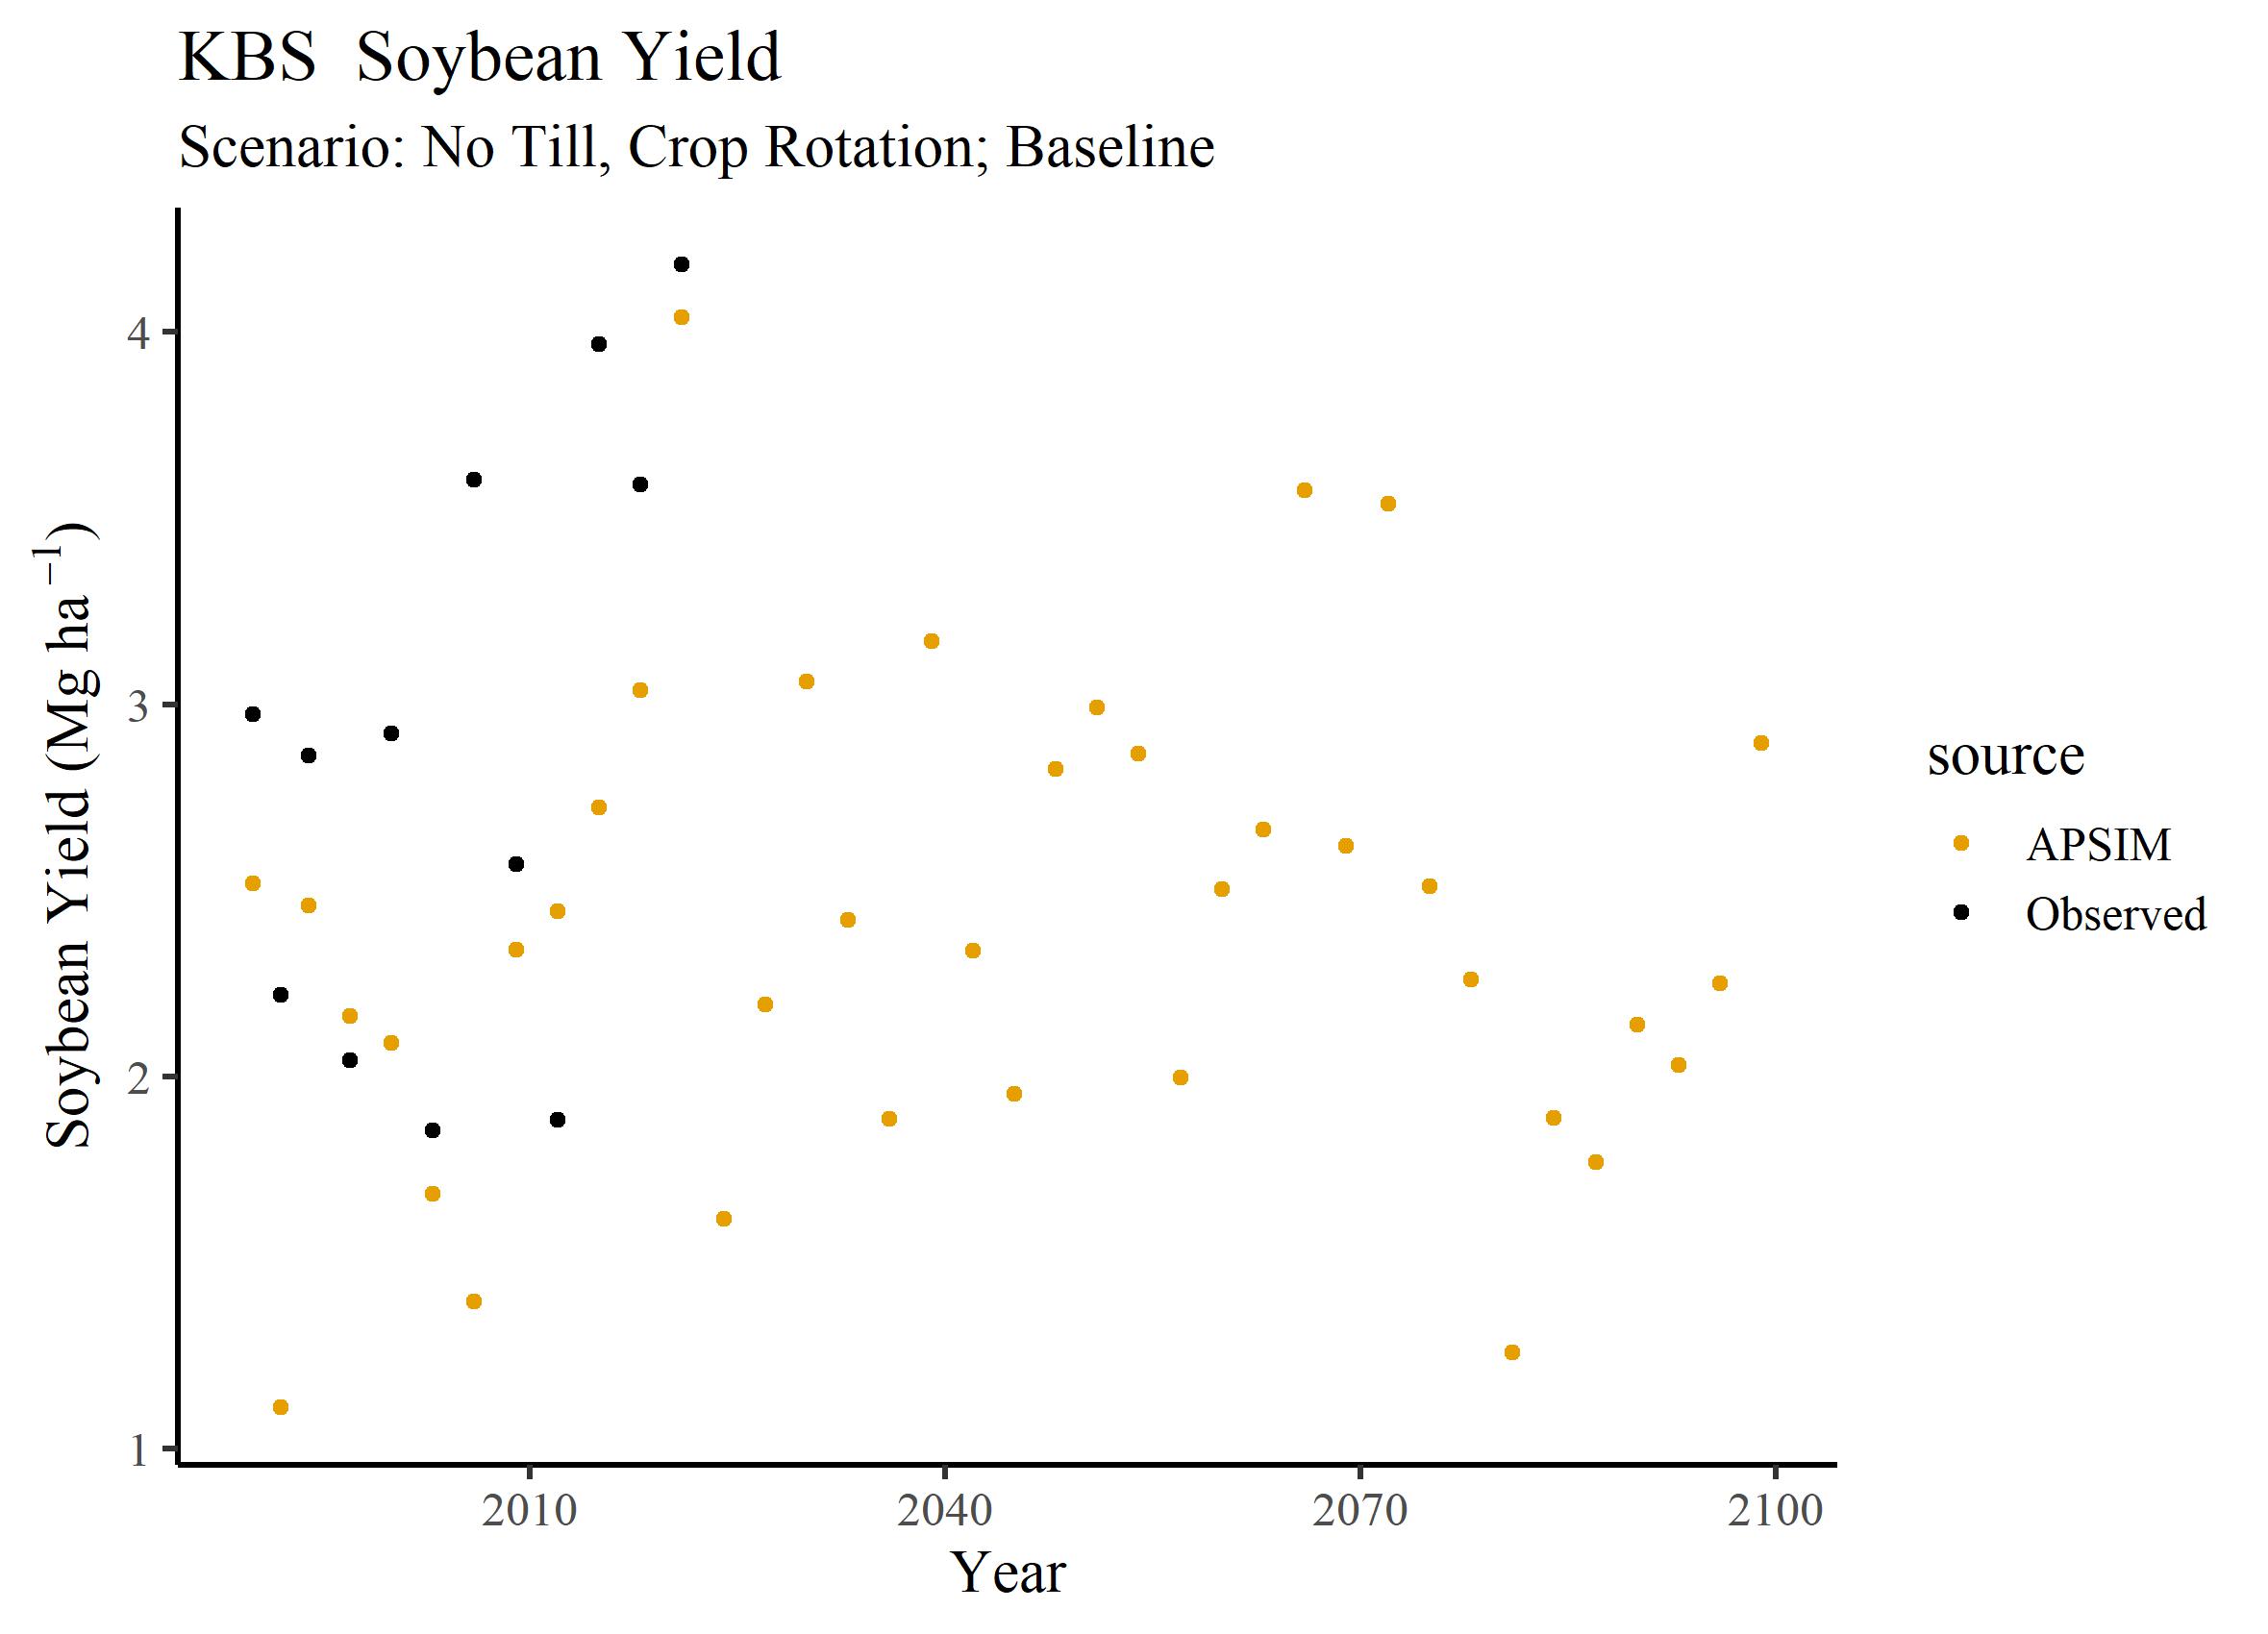 KBS  Soybean Yield
Scenario: No Till, Crop Rotation; Baseline
Soybean Yield (Mg ha⁻¹)
4
3
2
1
2010 2040 2070 2100
Year
source
APSIM
Observed